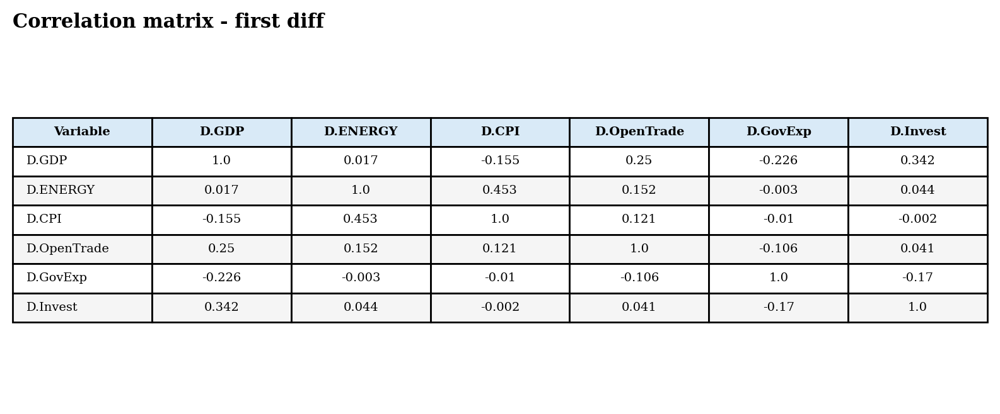 Correlation matrix - first diff
Variable D.GDP D.ENERGY D.CPI D.OpenTrade D.GovExp D.Invest
D.GDP 1.0 0.017 -0.155 0.25 -0.226 0.342
D.ENERGY 0.017 1.0 0.453 0.152 -0.003 0.044
D.CPI -0.155 0.453 1.0 0.121 -0.01 -0.002
D.OpenTrade 0.25 0.152 0.121 1.0 -0.106 0.041
D.GovExp -0.226 -0.003 -0.01 -0.106 1.0 -0.17
D.Invest 0.342 0.044 -0.002 0.041 -0.17 1.0